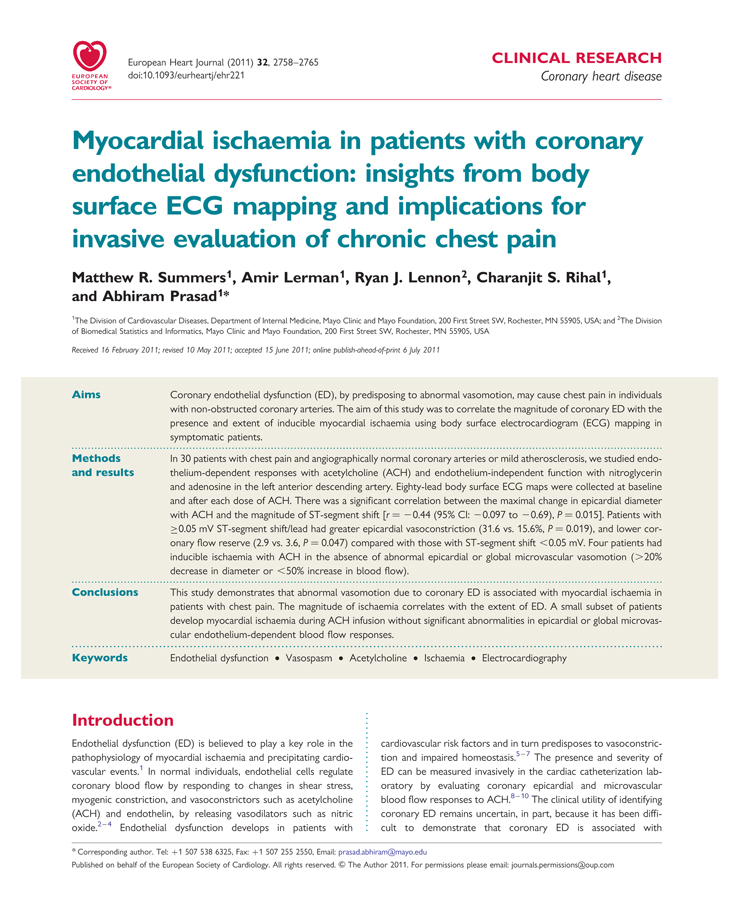 EUROPEAN
SOCIETY OF
CARDIOLOGY®
European Heart Journal (2011) 32, 2758–2765
doi:10.1093/eurheartj/ehr221
CLINICAL RESEARCH
Coronary heart disease
Myocardial ischaemia in patients with coronary
endothelial dysfunction: insights from body
surface ECG mapping and implications for
invasive evaluation of chronic chest pain
Matthew R. Summers1, Amir Lerman1, Ryan J. Lennon2, Charanjit S. Rihal1,
and Abhiram Prasad1*
1The Division of Cardiovascular Diseases, Department of Internal Medicine, Mayo Clinic and Mayo Foundation, 200 First Street SW, Rochester, MN 55905, USA; and 2The Division
of Biomedical Statistics and Informatics, Mayo Clinic and Mayo Foundation, 200 First Street SW, Rochester, MN 55905, USA
Received 16 February 2011; revised 10 May 2011; accepted 15 June 2011; online publish-ahead-of-print 6 July 2011
Aims
Coronary endothelial dysfunction (ED), by predisposing to abnormal vasomotion, may cause chest pain in individuals
with non-obstructed coronary arteries. The aim of this study was to correlate the magnitude of coronary ED with the
presence and extent of inducible myocardial ischaemia using body surface electrocardiogram (ECG) mapping in
symptomatic patients.
Methods
and results
In 30 patients with chest pain and angiographically normal coronary arteries or mild atherosclerosis, we studied endo-
thelium-dependent responses with acetylcholine (ACH) and endothelium-independent function with nitroglycerin
and adenosine in the left anterior descending artery. Eighty-lead body surface ECG maps were collected at baseline
and after each dose of ACH. There was a significant correlation between the maximal change in epicardial diameter
with ACH and the magnitude of ST-segment shift [r = −0.44 (95% CI: −0.097 to −0.69), P = 0.015]. Patients with
≥0.05 mV ST-segment shift/lead had greater epicardial vasoconstriction (31.6 vs. 15.6%, P = 0.019), and lower cor-
onary flow reserve (2.9 vs. 3.6, P = 0.047) compared with those with ST-segment shift <0.05 mV. Four patients had
inducible ischaemia with ACH in the absence of abnormal epicardial or global microvascular vasomotion (>20%
decrease in diameter or <50% increase in blood flow).
Conclusions
This study demonstrates that abnormal vasomotion due to coronary ED is associated with myocardial ischaemia in
patients with chest pain. The magnitude of ischaemia correlates with the extent of ED. A small subset of patients
develop myocardial ischaemia during ACH infusion without significant abnormalities in epicardial or global microvas-
cular endothelium-dependent blood flow responses.
Keywords
Endothelial dysfunction • Vasospasm • Acetylcholine • Ischaemia • Electrocardiography
Introduction
Endothelial dysfunction (ED) is believed to play a key role in the
pathophysiology of myocardial ischaemia and precipitating cardio-
vascular events.1 In normal individuals, endothelial cells regulate
coronary blood flow by responding to changes in shear stress,
myogenic constriction, and vasoconstrictors such as acetylcholine
(ACH) and endothelin, by releasing vasodilators such as nitric
oxide.2–4 Endothelial dysfunction develops in patients with
cardiovascular risk factors and in turn predisposes to vasoconstric-
tion and impaired homeostasis.5–7 The presence and severity of
ED can be measured invasively in the cardiac catheterization lab-
oratory by evaluating coronary epicardial and microvascular
blood flow responses to ACH.8–10 The clinical utility of identifying
coronary ED remains uncertain, in part, because it has been diffi-
cult to demonstrate that coronary ED is associated with
* Corresponding author. Tel: +1 507 538 6325, Fax: +1 507 255 2550, Email: prasad.abhiram@mayo.edu
Published on behalf of the European Society of Cardiology. All rights reserved. © The Author 2011. For permissions please email: journals.permissions@oup.com